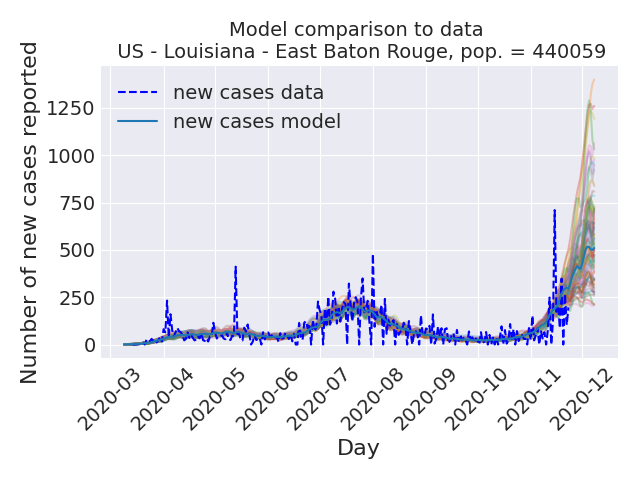 Model comparison to data
US - Louisiana - East Baton Rouge, pop. = 440059
Number of new cases reported
1250
1000
750
500
250
0
new cases data
new cases model
2020-03
2020-04
2020-05
2020-06
2020-07
2020-08
2020-09
2020-10
2020-11
2020-12
Day